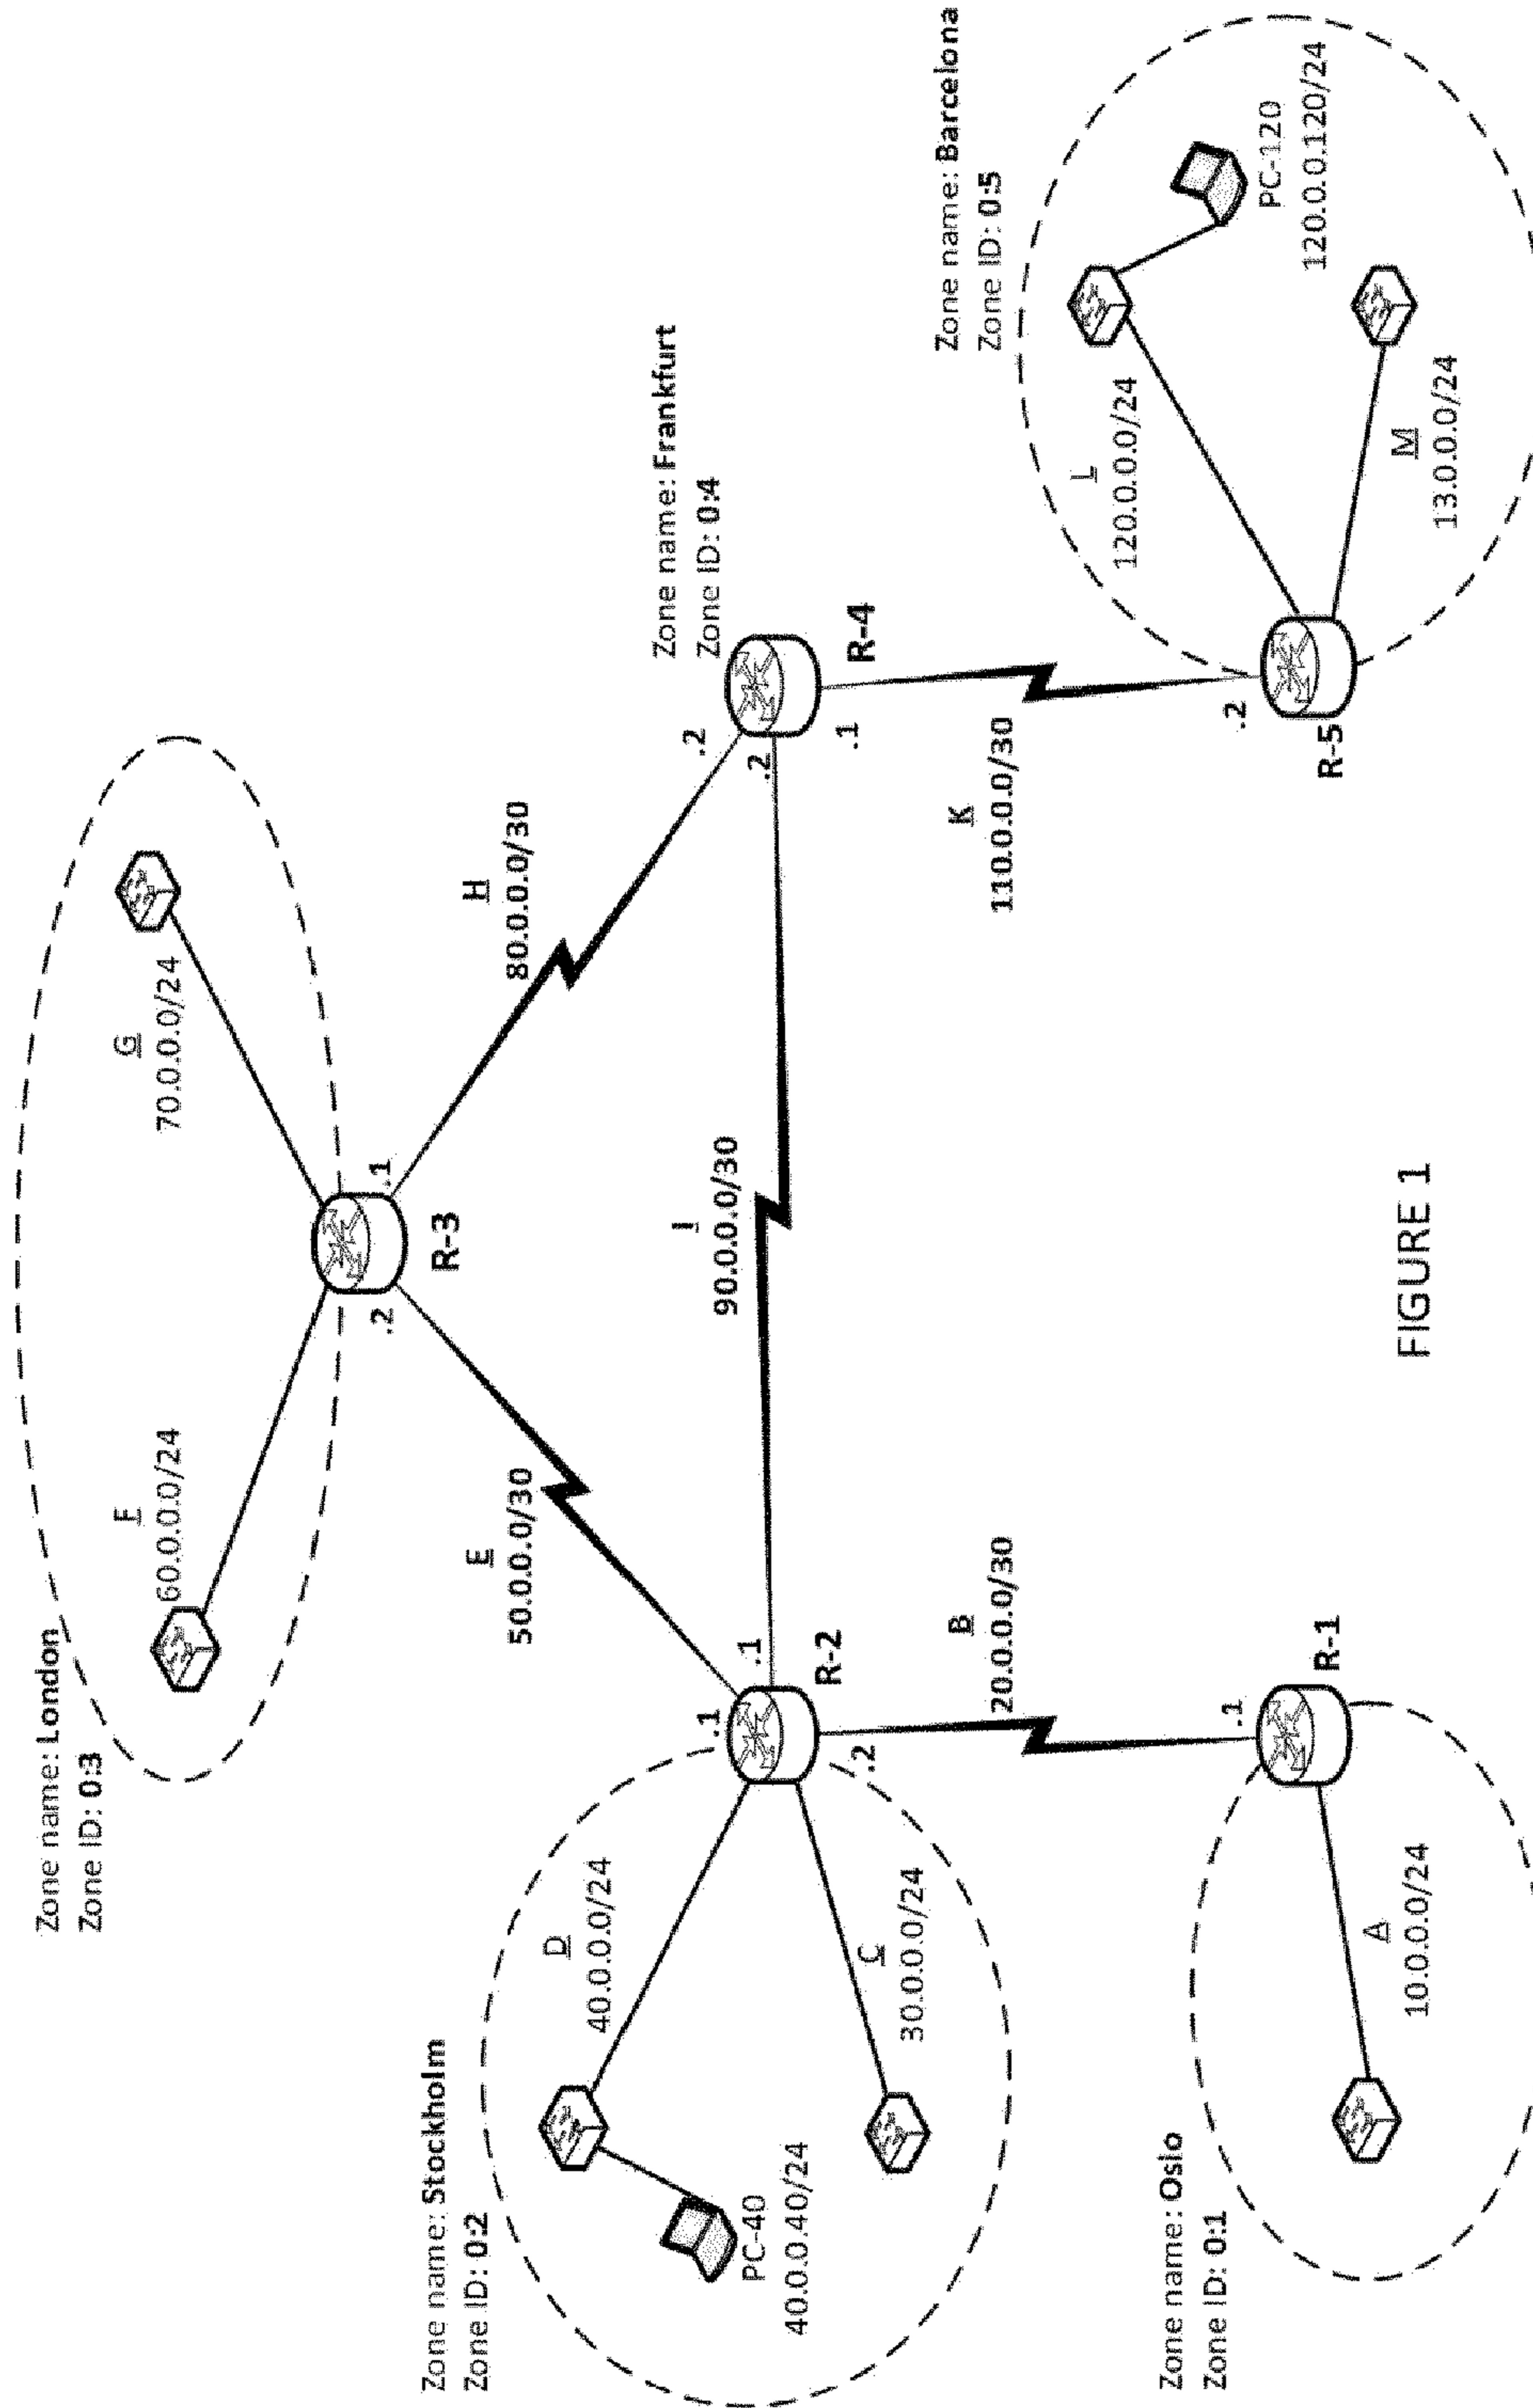 Zone name: London
Zone ID: 0:3
F
60.0.0.0/24
G
70.0.0.0/24
.2
.1
R-3
E
50.0.0.0/30
H
80.0.0.0/30
Zone name: Frankfurt
Zone ID: 0:4
.2
.2
.1
R-4
I
90.0.0.0/30
Zone name: Stockholm
Zone ID: 0:2
D
40.0.0.0/24
PC-40
40.0.0.40/24
C
30.0.0.0/24
.1
.1
.2
R-2
B
20.0.0.0/30
K
110.0.0.0/30
Zone name: Barcelona
Zone ID: 0:5
L
120.0.0.0/24
PC-120
120.0.0.120/24
M
13.0.0.0/24
.2
R-5
Zone name: Oslo
Zone ID: 0:1
A
10.0.0.0/24
.1
R-1
FIGURE 1